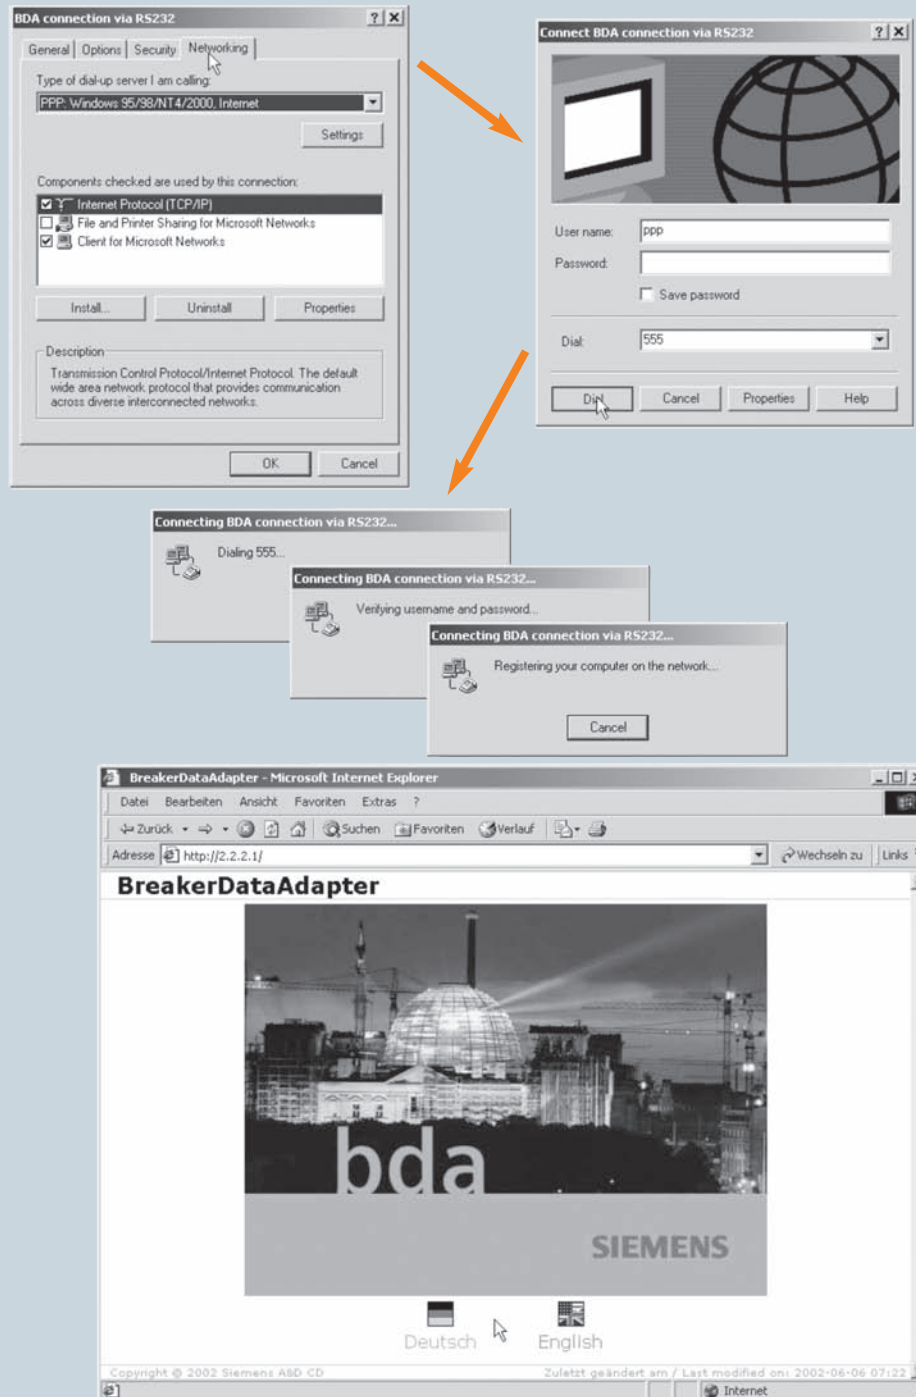 BDA connection via RS232
General Options Security Networking
Type of dial-up server I am calling:
PPP: Windows 95/98/NT4/2000, Internet
Settings
Components checked are used by this connection:
Internet Protocol (TCP/IP)
File and Printer Sharing for Microsoft Networks
Client for Microsoft Networks
Install... Uninstall Properties
Description
Transmission Control Protocol/Internet Protocol. The default
wide area network protocol that provides communication
across diverse interconnected networks.
OK Cancel
Connect BDA connection via RS232
User name: ppp
Password:
Save password
Dial: 555
Dial Cancel Properties Help
Connecting BDA connection via RS232...
Dialing 555...
Connecting BDA connection via RS232...
Verifying username and password...
Connecting BDA connection via RS232...
Registering your computer on the network...
Cancel
BreakerDataAdapter - Microsoft Internet Explorer
Datei Bearbeiten Ansicht Favoriten Extras ?
Zurück Suchen Favoriten Verlauf
Adresse http://2.2.2.1/ Wechseln zu Links
BreakerDataAdapter
bda
SIEMENS
Deutsch English
Copyright © 2002 Siemens A&D CD Zuletzt geändert am / Last modified on: 2002-06-06 07:22
Internet